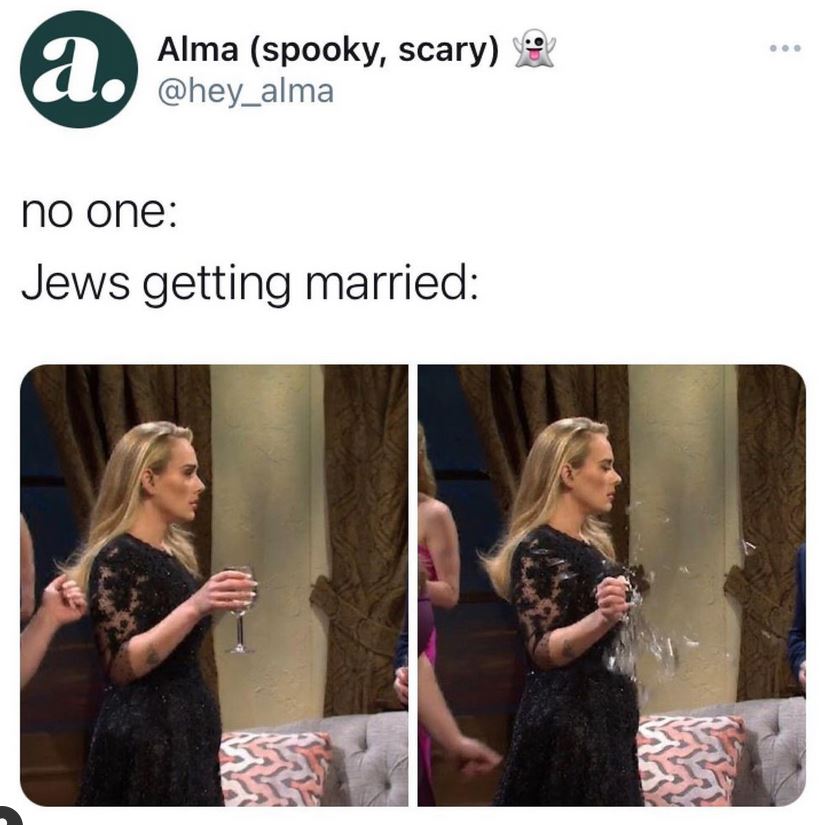 a.
Alma (spooky, scary) 👻
@hey_alma
no one:
Jews getting married: